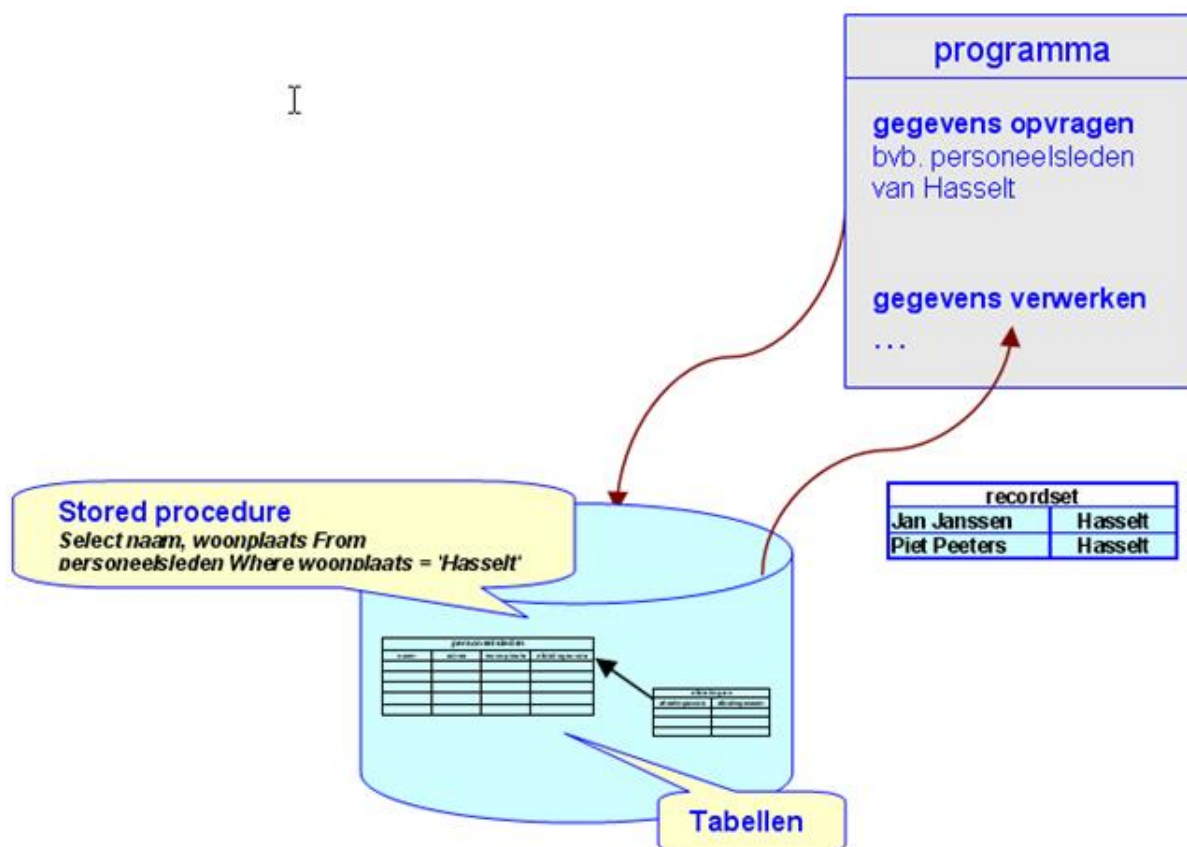 programma
gegevens opvragen
bvb. personeelsleden
van Hasselt
gegevens verwerken
...
Stored procedure
Select naam, woonplaats From
personeelsleden Where woonplaats = 'Hasselt'
recordset
Jan Janssen Hasselt
Piet Peeters Hasselt
personeelsleden
Tabellen